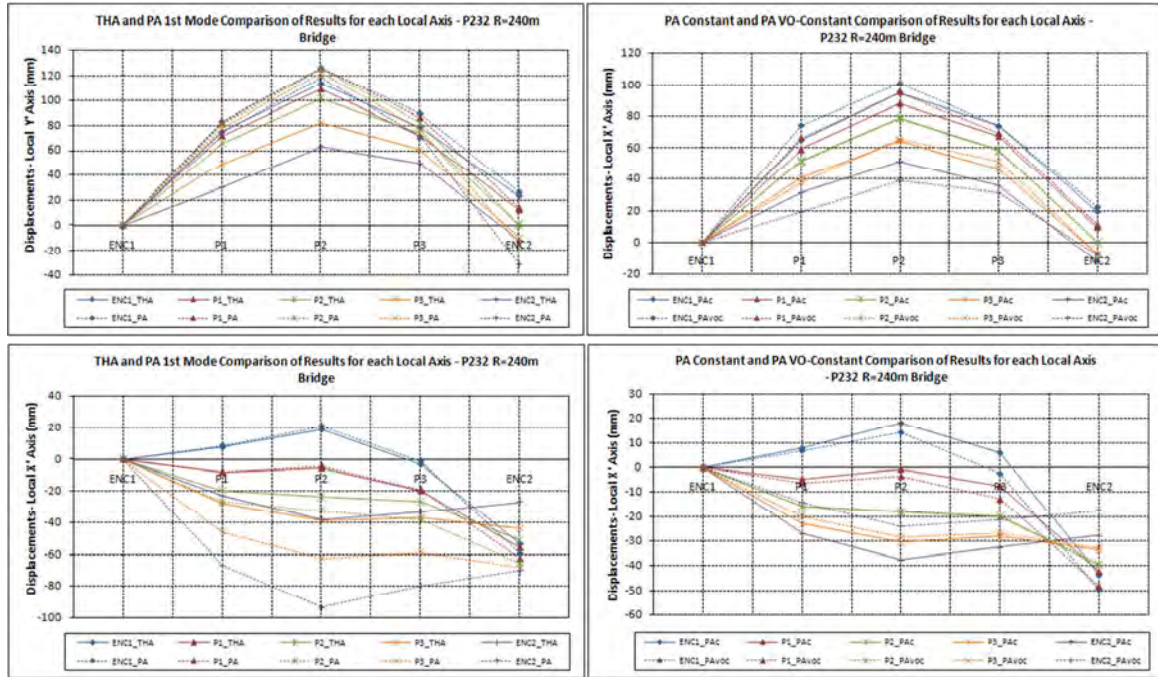 THA and PA 1st Mode Comparison of Results for each Local Axis - P232 R=240m
Bridge
Displacements- Local Y' Axis (mm)
140
120
100
80
60
40
20
0
-20
-40
ENC1 P1 P2 P3 ENC2
ENC1_THA P1_THA P2_THA P3_THA ENC2_THA
ENC1_PA P1_PA P2_PA P3_PA ENC2_PA
PA Constant and PA VO-Constant Comparison of Results for each Local Axis -
P232 R=240m Bridge
Displacements- Local X' Axis (mm)
120
100
80
60
40
20
0
-20
ENC1 P1 P2 P3 ENC2
ENC1_PAc P1_PAc P2_PAc P3_PAc ENC2_PAc
ENC1_PAvoc P1_PAvoc P2_PAvoc P3_PAvoc ENC2_PAvoc
THA and PA 1st Mode Comparison of Results for each Local Axis - P232 R=240m
Bridge
Displacements- Local X' Axis (mm)
40
20
0
-20
-40
-60
-80
-100
ENC1 P1 P2 P3 ENC2
ENC1_THA P1_THA P2_THA P3_THA ENC2_THA
ENC1_PA P1_PA P2_PA P3_PA ENC2_PA
PA Constant and PA VO-Constant Comparison of Results for each Local Axis
- P232 R=240m Bridge
Displacements- Local X' Axis (mm)
30
20
10
0
-10
-20
-30
-40
-50
-60
ENC1 P1 P2 P3 ENC2
ENC1_PAc P1_PAc P2_PAc P3_PAc ENC2_PAc
ENC1_PAvoc P1_PAvoc P2_PAvoc P3_PAvoc ENC2_PAvoc